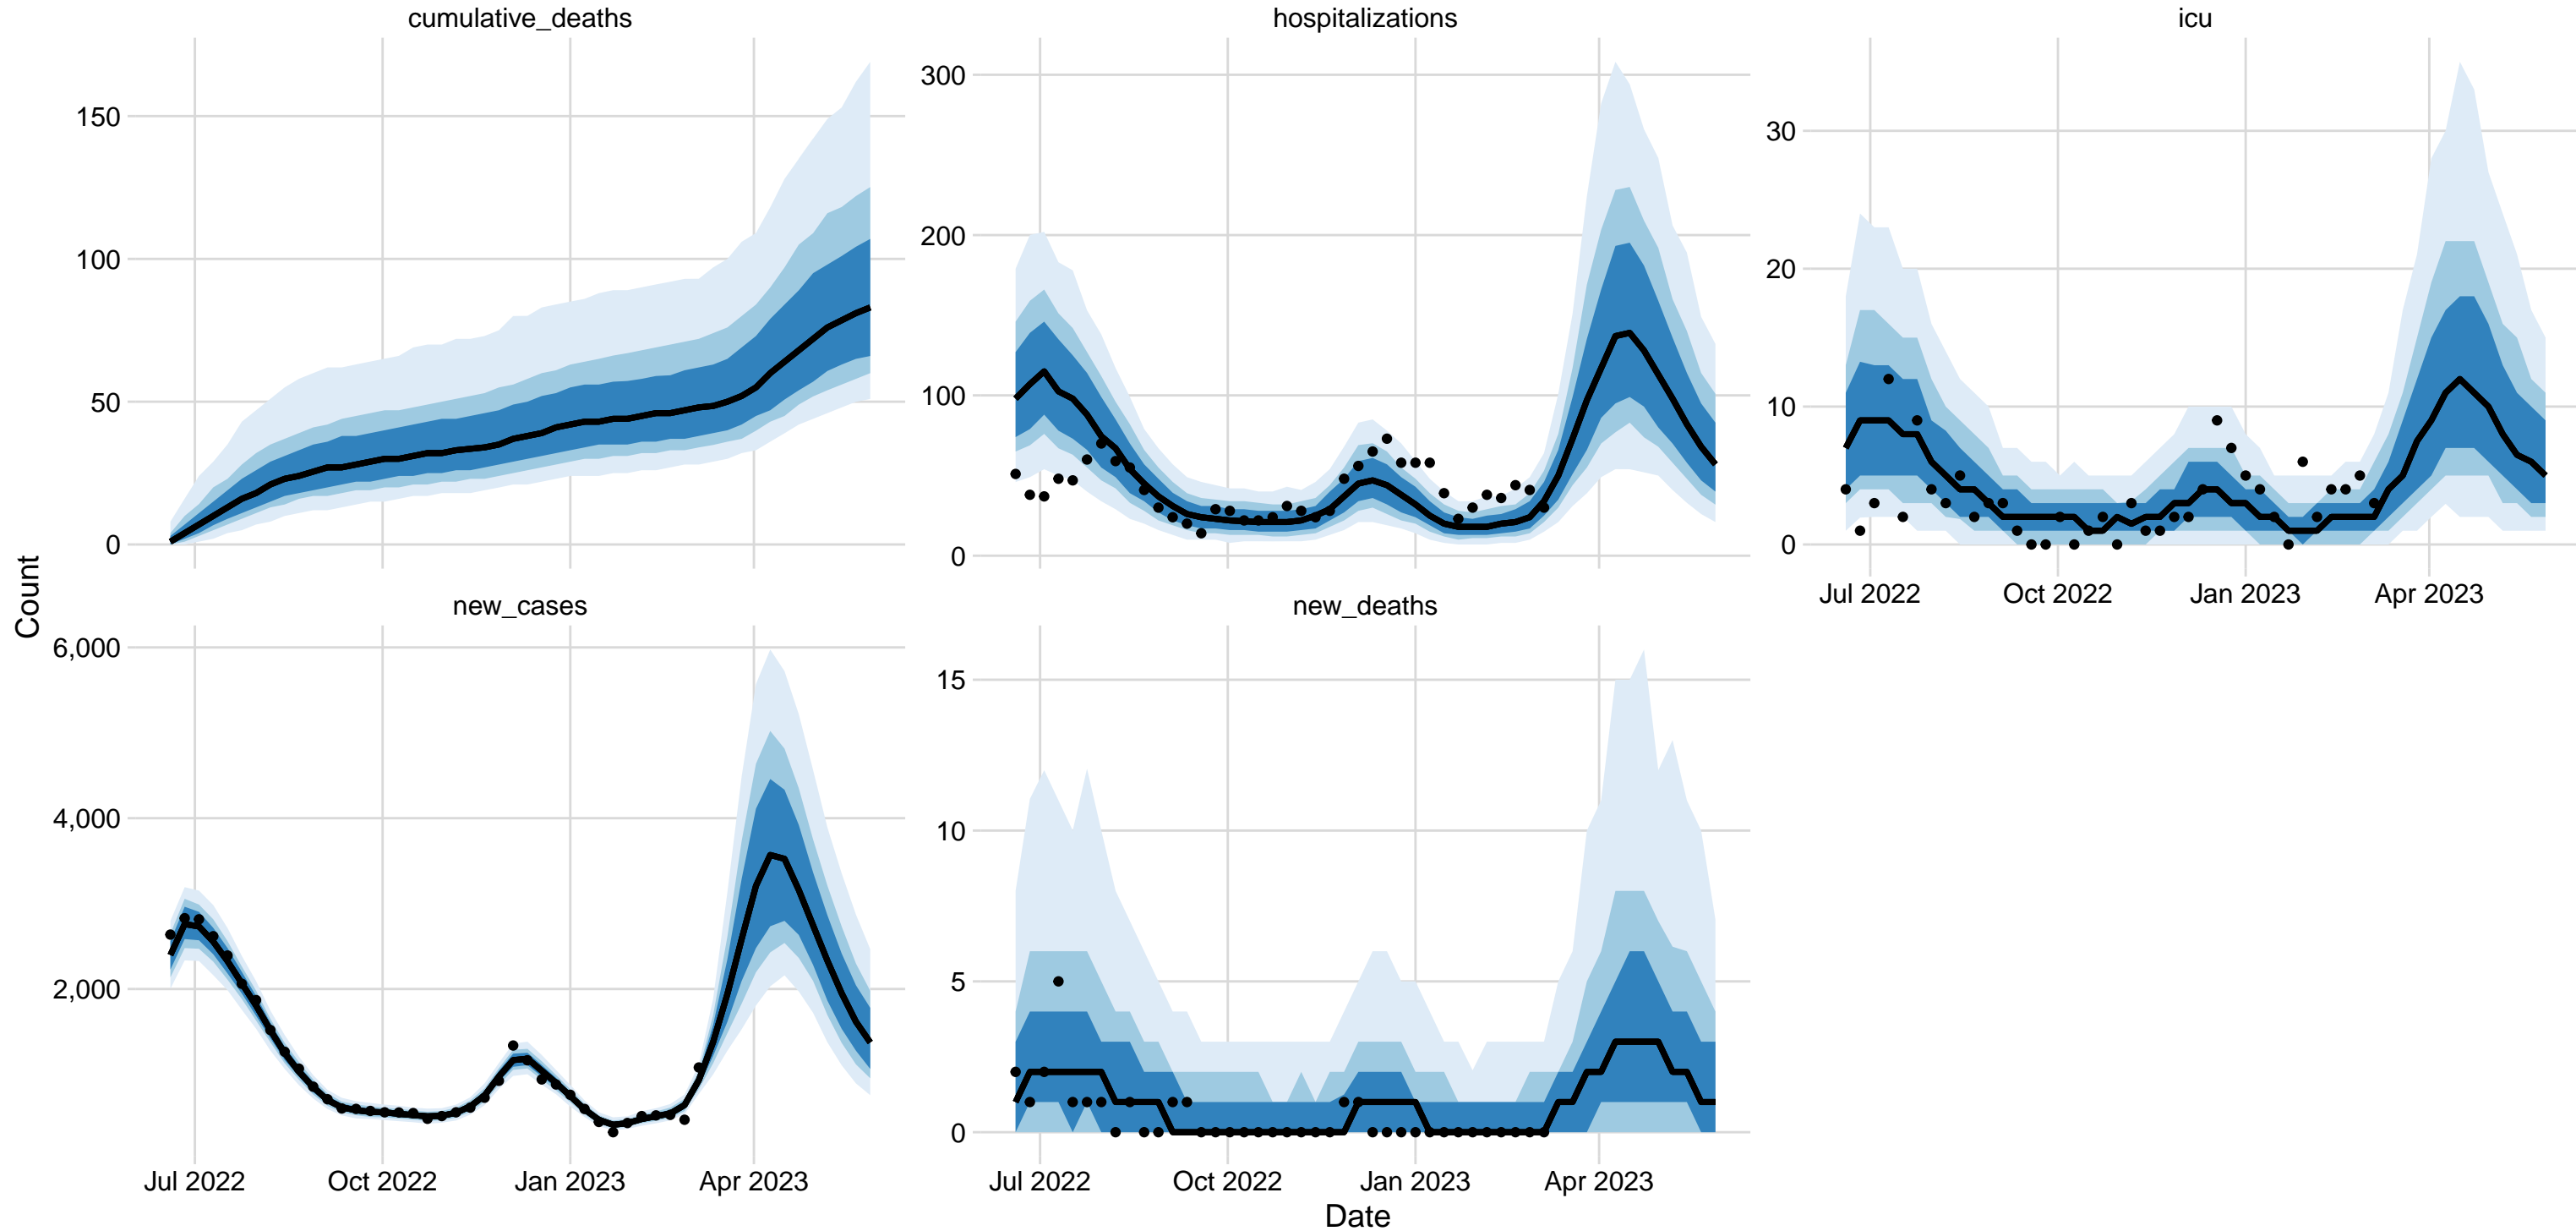 cumulative_deaths
hospitalizations
icu
150
100
50
0
300
200
100
0
30
20
10
0
Jul 2022 Oct 2022 Jan 2023 Apr 2023
Count
new_cases
new_deaths
6,000
4,000
2,000
15
10
5
0
Jul 2022 Oct 2022 Jan 2023 Apr 2023
Jul 2022 Oct 2022 Jan 2023 Apr 2023
Date